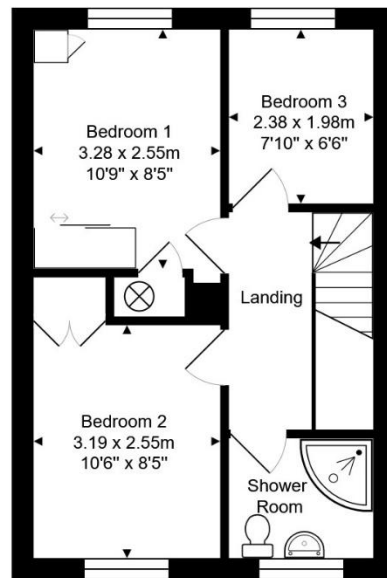 Bedroom 1
3.28 x 2.55m
10'9" x 8'5"
Bedroom 3
2.38 x 1.98m
7'10" x 6'6"
Landing
Bedroom 2
3.19 x 2.55m
10'6" x 8'5"
Shower
Room